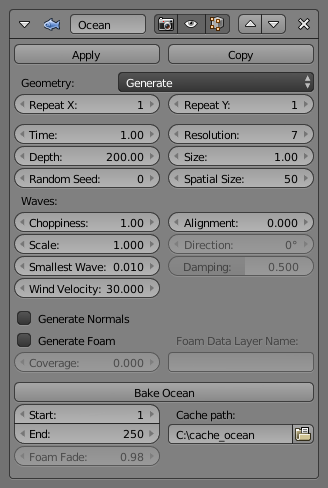 Ocean
Apply Copy
Geometry: Generate
Repeat X: 1 Repeat Y: 1
Time: 1.00 Resolution: 7
Depth: 200.00 Size: 1.00
Random Seed: 0 Spatial Size: 50
Waves:
Choppiness: 1.00 Alignment: 0.000
Scale: 1.000 Direction: 0°
Smallest Wave: 0.010 Damping: 0.500
Wind Velocity: 30.000
Generate Normals
Generate Foam Foam Data Layer Name:
Coverage: 0.000
Bake Ocean
Start: 1 Cache path:
End: 250 C:\cache_ocean
Foam Fade: 0.98